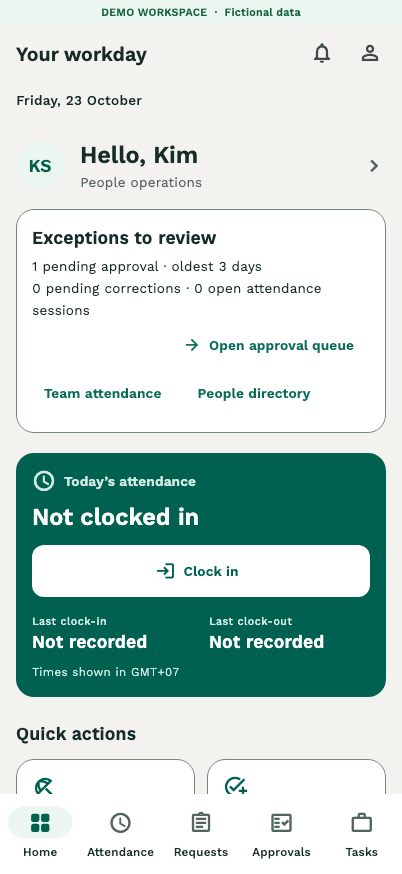 DEMO WORKSPACE · Fictional data
Your workday
Friday, 23 October
KS
Hello, Kim
People operations
Exceptions to review
1 pending approval · oldest 3 days
0 pending corrections · 0 open attendance
sessions
Open approval queue
Team attendance People directory
Today’s attendance
Not clocked in
Clock in
Last clock-in Last clock-out
Not recorded Not recorded
Times shown in GMT+07
Quick actions
Home Attendance Requests Approvals Tasks